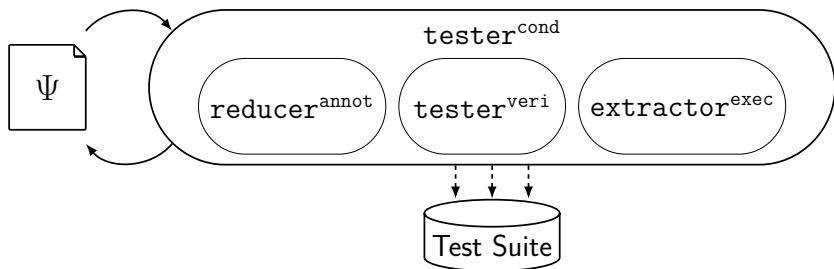 tester^cond
Ψ
reducer^annot tester^veri extractor^exec
Test Suite